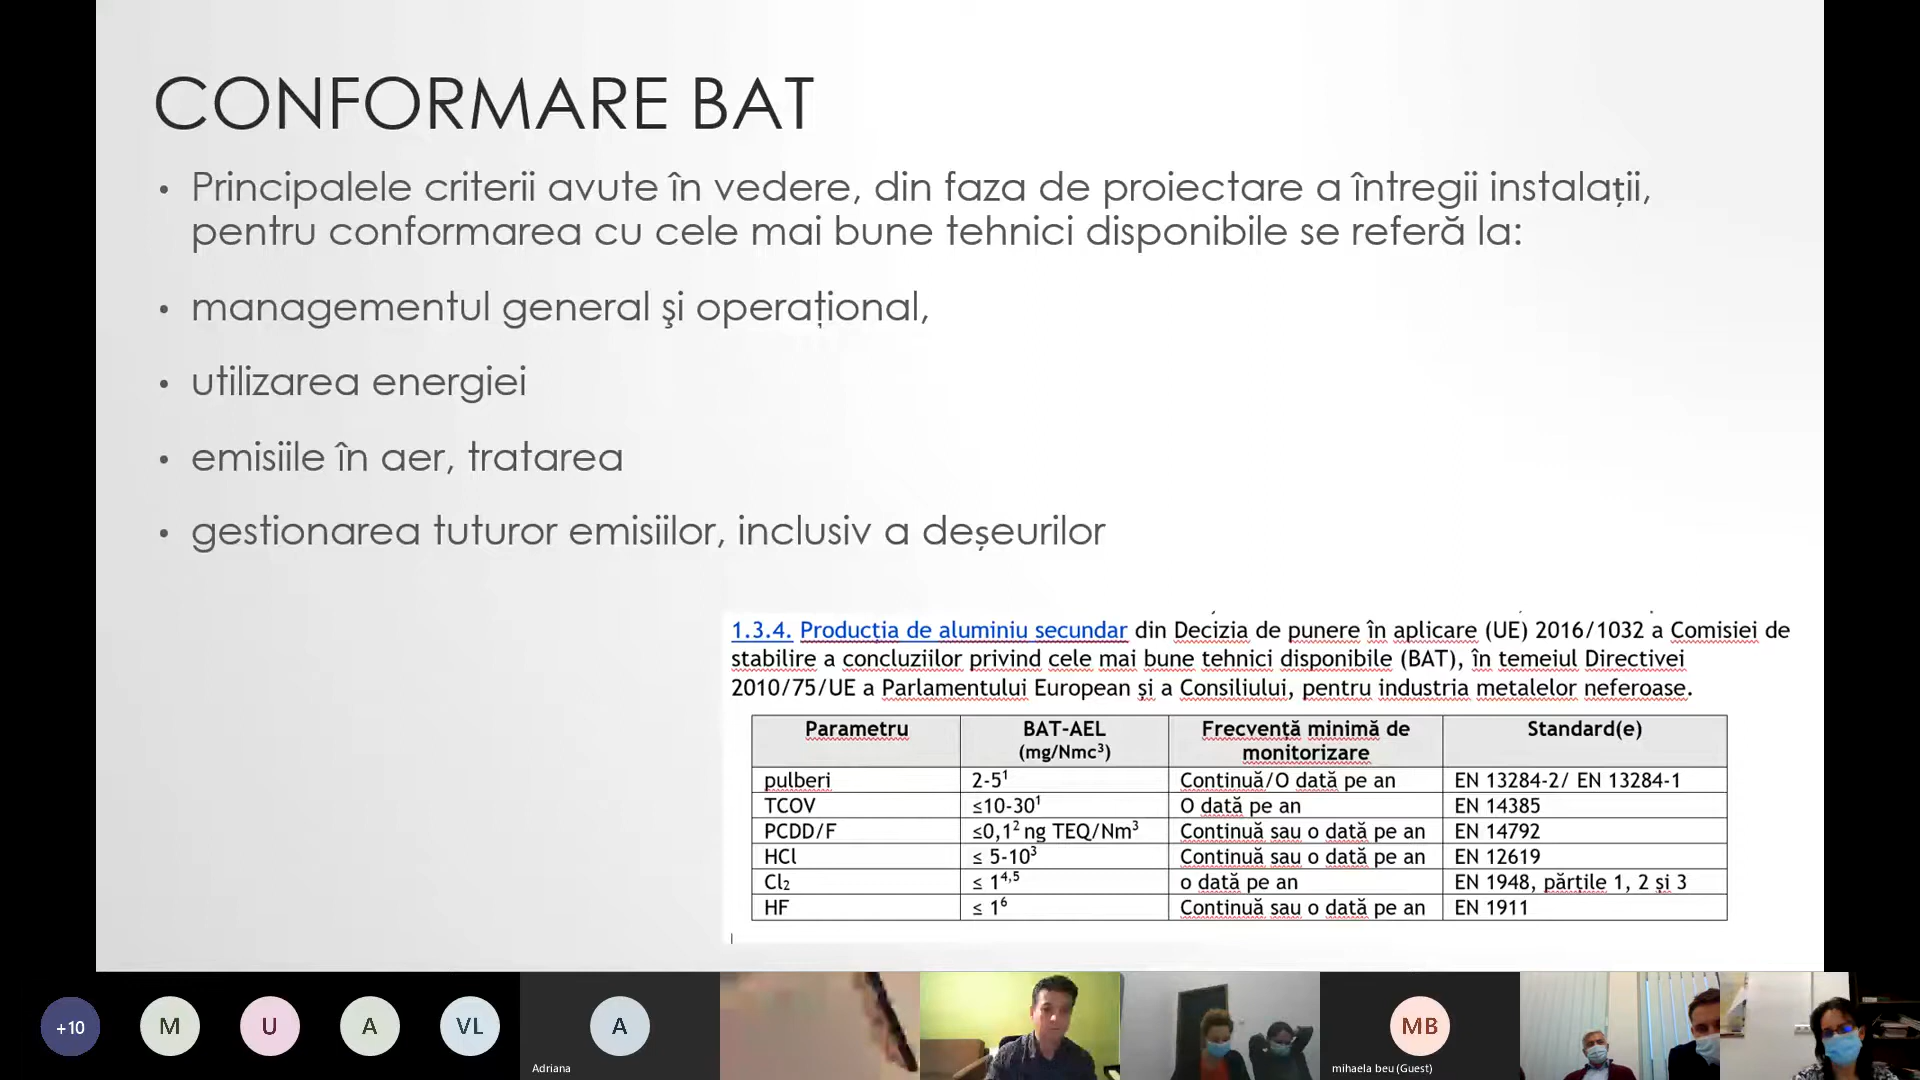 CONFORMARE BAT
• Principalele criterii avute în vedere, din faza de proiectare a întregii instalații,
pentru conformarea cu cele mai bune tehnici disponibile se referă la:
• managementul general şi operațional,
• utilizarea energiei
• emisiile în aer, tratarea
• gestionarea tuturor emisiilor, inclusiv a deșeurilor
1.3.4. Producția de aluminiu secundar din Decizia de punere în aplicare (UE) 2016/1032 a Comisiei de
stabilire a concluziilor privind cele mai bune tehnici disponibile (BAT), în temeiul Directivei
2010/75/UE a Parlamentului European și a Consiliului, pentru industria metalelor neferoase.
Parametru BAT-AEL (mg/Nmc³) Frecvență minimă de monitorizare Standard(e)
pulberi 2-5¹ Continuă/O dată pe an EN 13284-2/ EN 13284-1
TCOV ≤10-30¹ O dată pe an EN 14385
PCDD/F ≤0,1² ng TEQ/Nm³ Continuă sau o dată pe an EN 14792
HCl ≤ 5-10³ Continuă sau o dată pe an EN 12619
Cl₂ ≤ 1⁴,⁵ o dată pe an EN 1948, părțile 1, 2 și 3
HF ≤ 1⁶ Continuă sau o dată pe an EN 1911
+10 M U A VL A MB
Adriana mihaela beu (Guest)